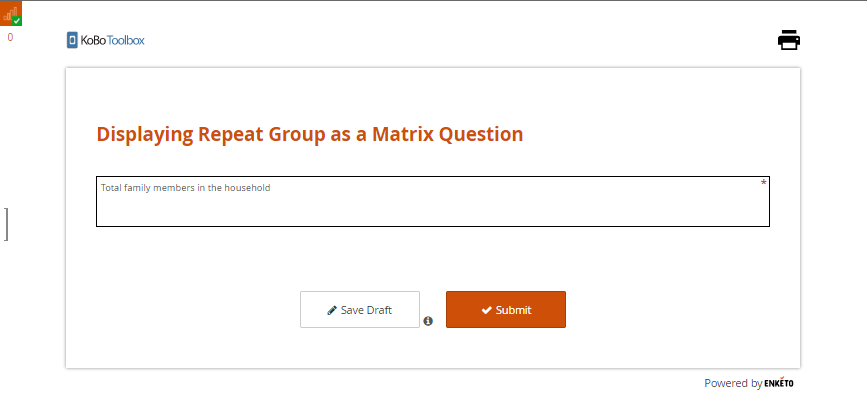 0
KoBoToolbox
Displaying Repeat Group as a Matrix Question
Total family members in the household
*
Save Draft
Submit
Powered by ENKETO